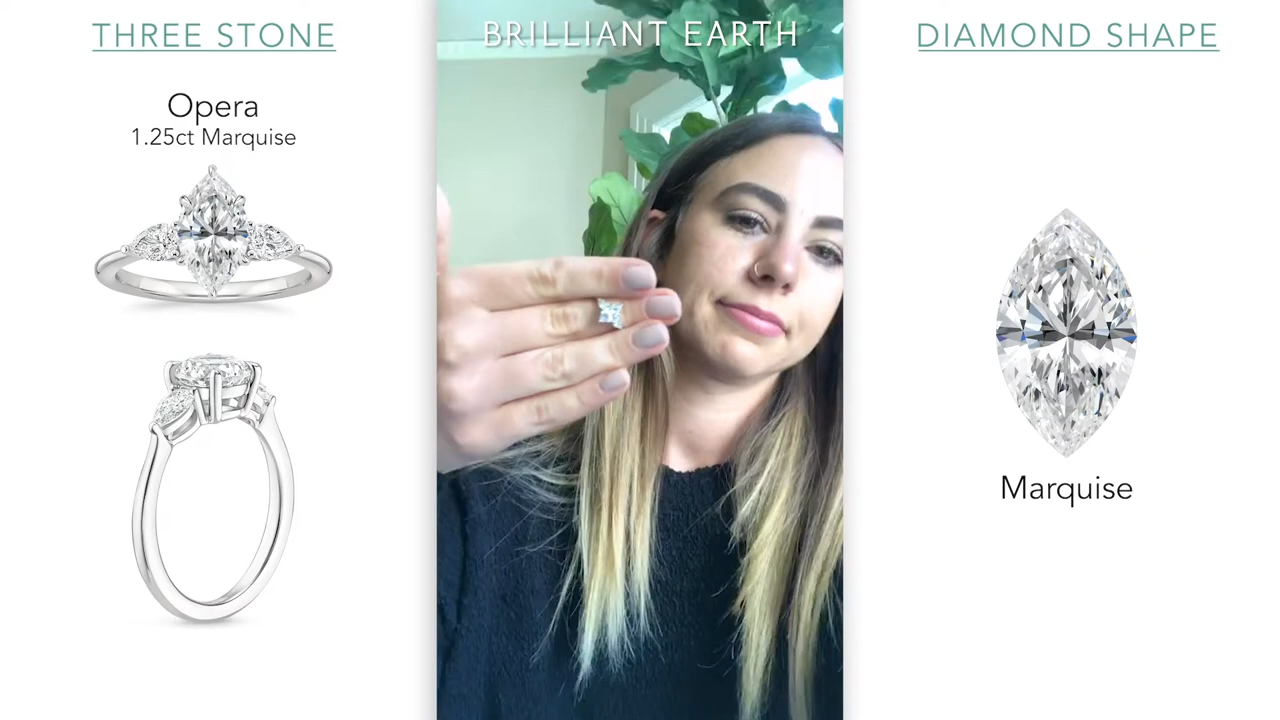 THREE STONE
Opera
1.25ct Marquise
BRILLIANT EARTH
DIAMOND SHAPE
Marquise